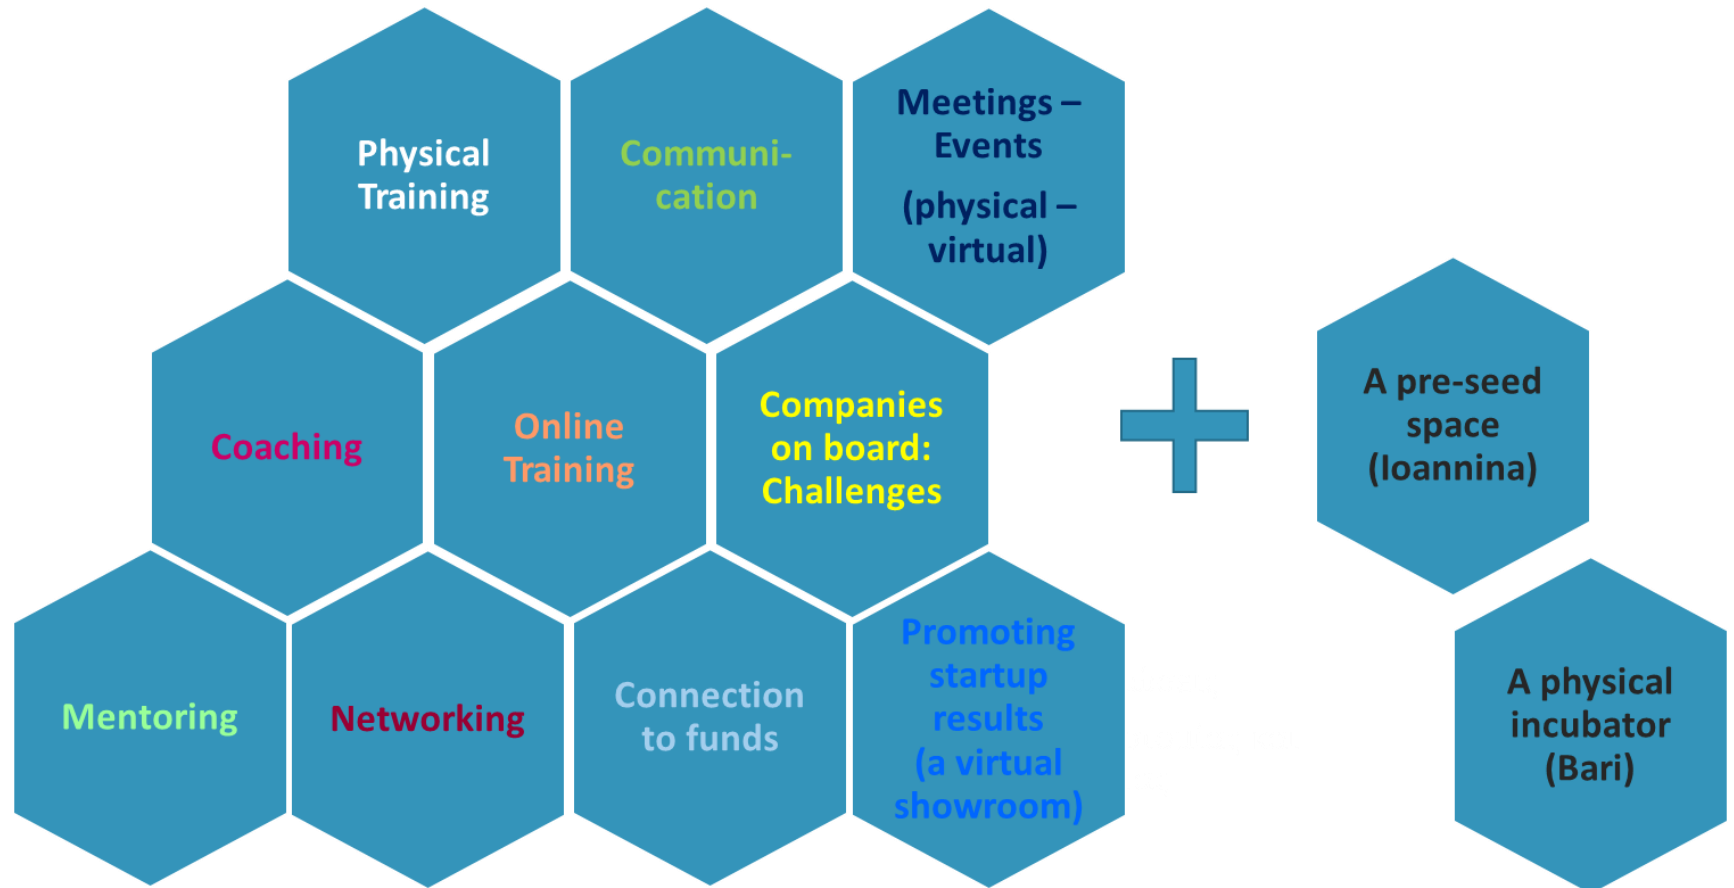 Physical
Training
Communi-
cation
Meetings –
Events
(physical –
virtual)
Coaching
Online
Training
Companies
on board:
Challenges
A pre-seed
space
(Ioannina)
Mentoring
Networking
Connection
to funds
Promoting
startup
results
(a virtual
showroom)
A physical
incubator
(Bari)